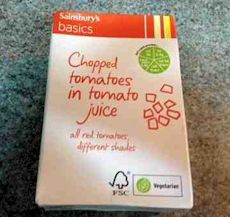 Sainsbury's
basics
Chopped
tomatoes
in tomato
juice
all red tomatoes,
different shades
FSC
Vegetarian